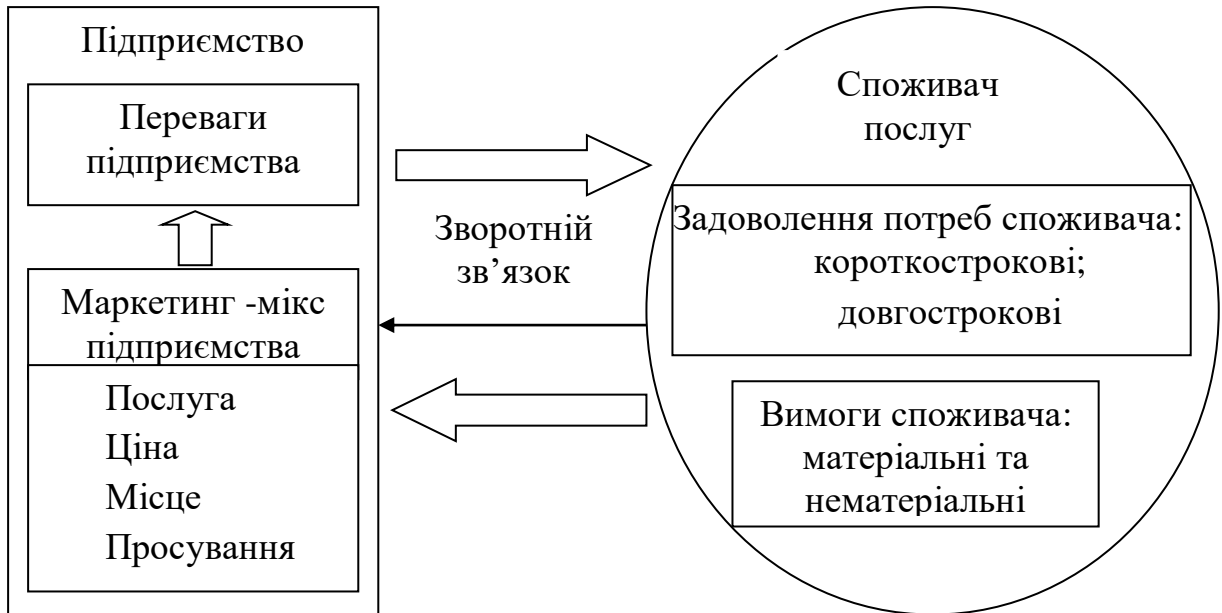 Підприємство
Переваги
підприємства
Маркетинг -мікс
підприємства
Послуга
Ціна
Місце
Просування
Зворотній
зв’язок
Споживач
послуг
Задоволення потреб споживача:
короткострокові;
довгострокові
Вимоги споживача:
матеріальні та
нематеріальні